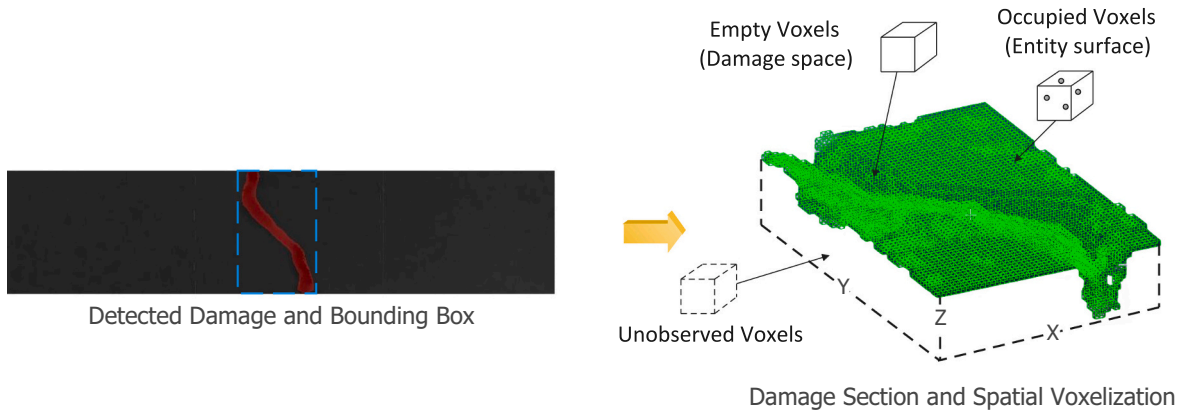 Empty Voxels
(Damage space)
Occupied Voxels
(Entity surface)
Detected Damage and Bounding Box
Unobserved Voxels
Y
Z
X
Damage Section and Spatial Voxelization